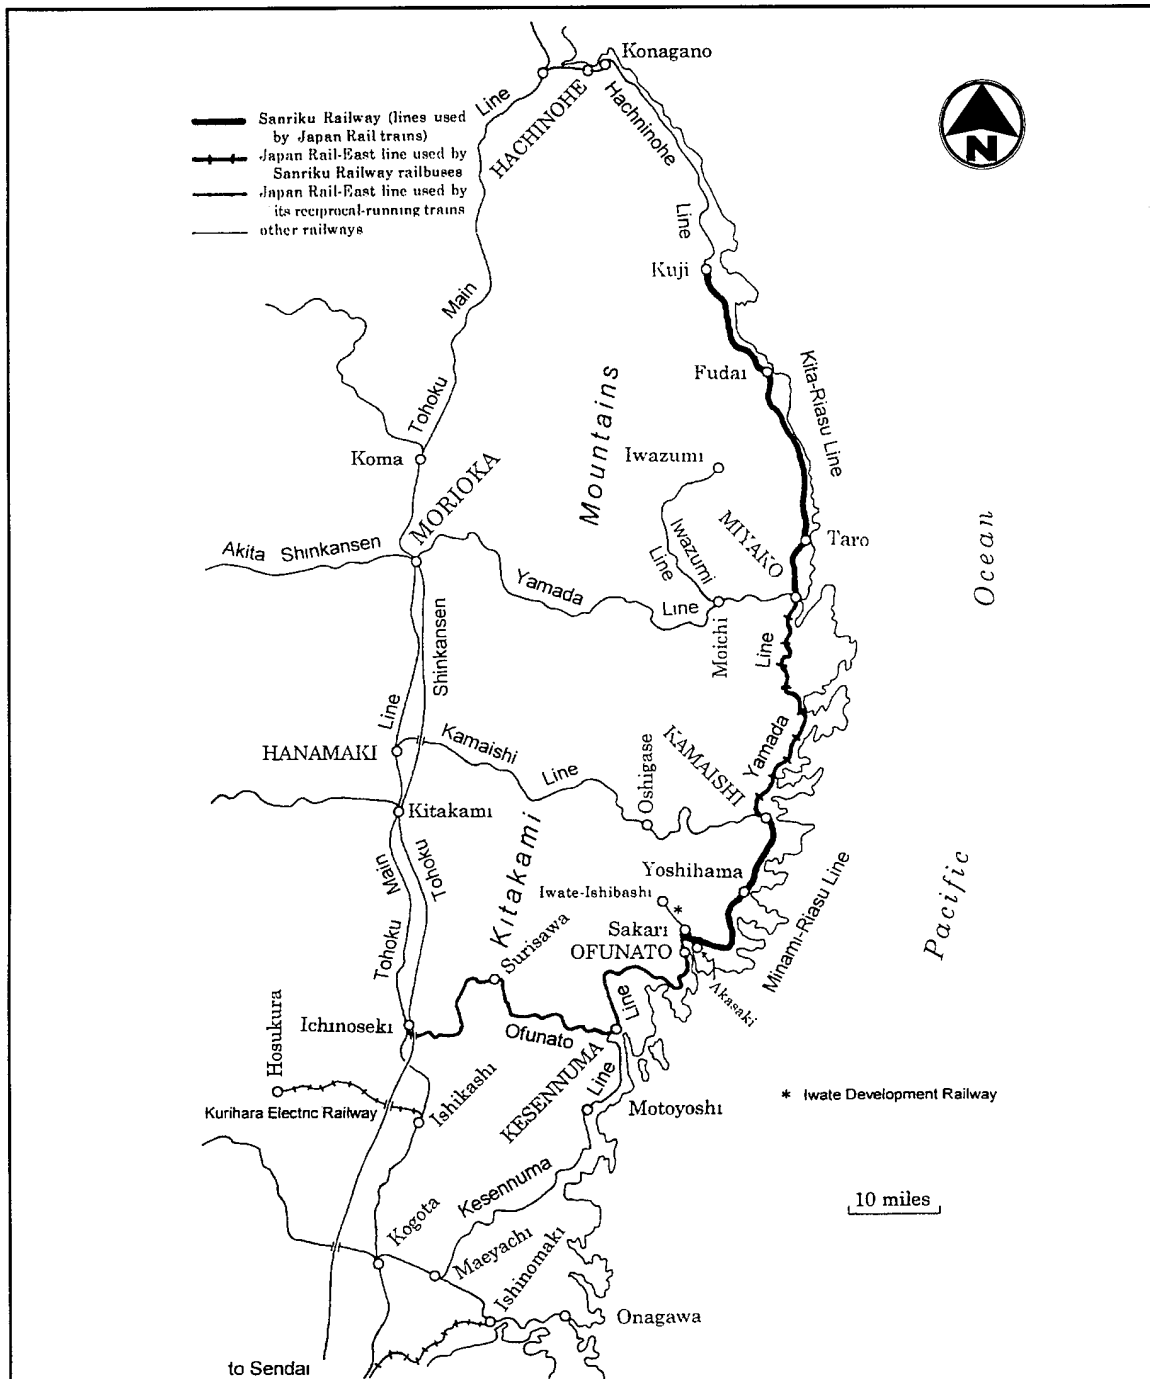 Konagano
Line
HACHINOHE
Hachninohe
Line
N
Sanriku Railway (lines used
by Japan Rail trains)
Japan Rail-East line used by
Sanriku Railway railbuses
Japan Rail-East line used by
its reciprocal-running trains
other railways
Kuji
Main
Fudai
Kita-Riasu Line
Tohoku
Mountains
Koma
Iwazumi
MORIOKA
MIYAKO
Taro
Ocean
Akita Shinkansen
Iwazumi
Line
Yamada
Line
Moichi
Line
Shinkansen
Line
HANAMAKI
Kamaishi
Line
Oshigase
KAMAISHI
Yamada
Kitakami
Main
Tohoku
Kitakami
Yoshihama
Iwate-Ishibashi
*
Minami-Riasu Line
Pacific
Sakari
OFUNATO
Akasaki
Surisawa
Tohoku
Line
Ichinoseki
Ofunato
Hosukura
KESENNUMA
Line
* Iwate Development Railway
Kurihara Electric Railway
Ishikashi
Motoyoshi
Kesennuma
10 miles
Kogota
Maeyachi
Ishinomaki
Onagawa
to Sendai